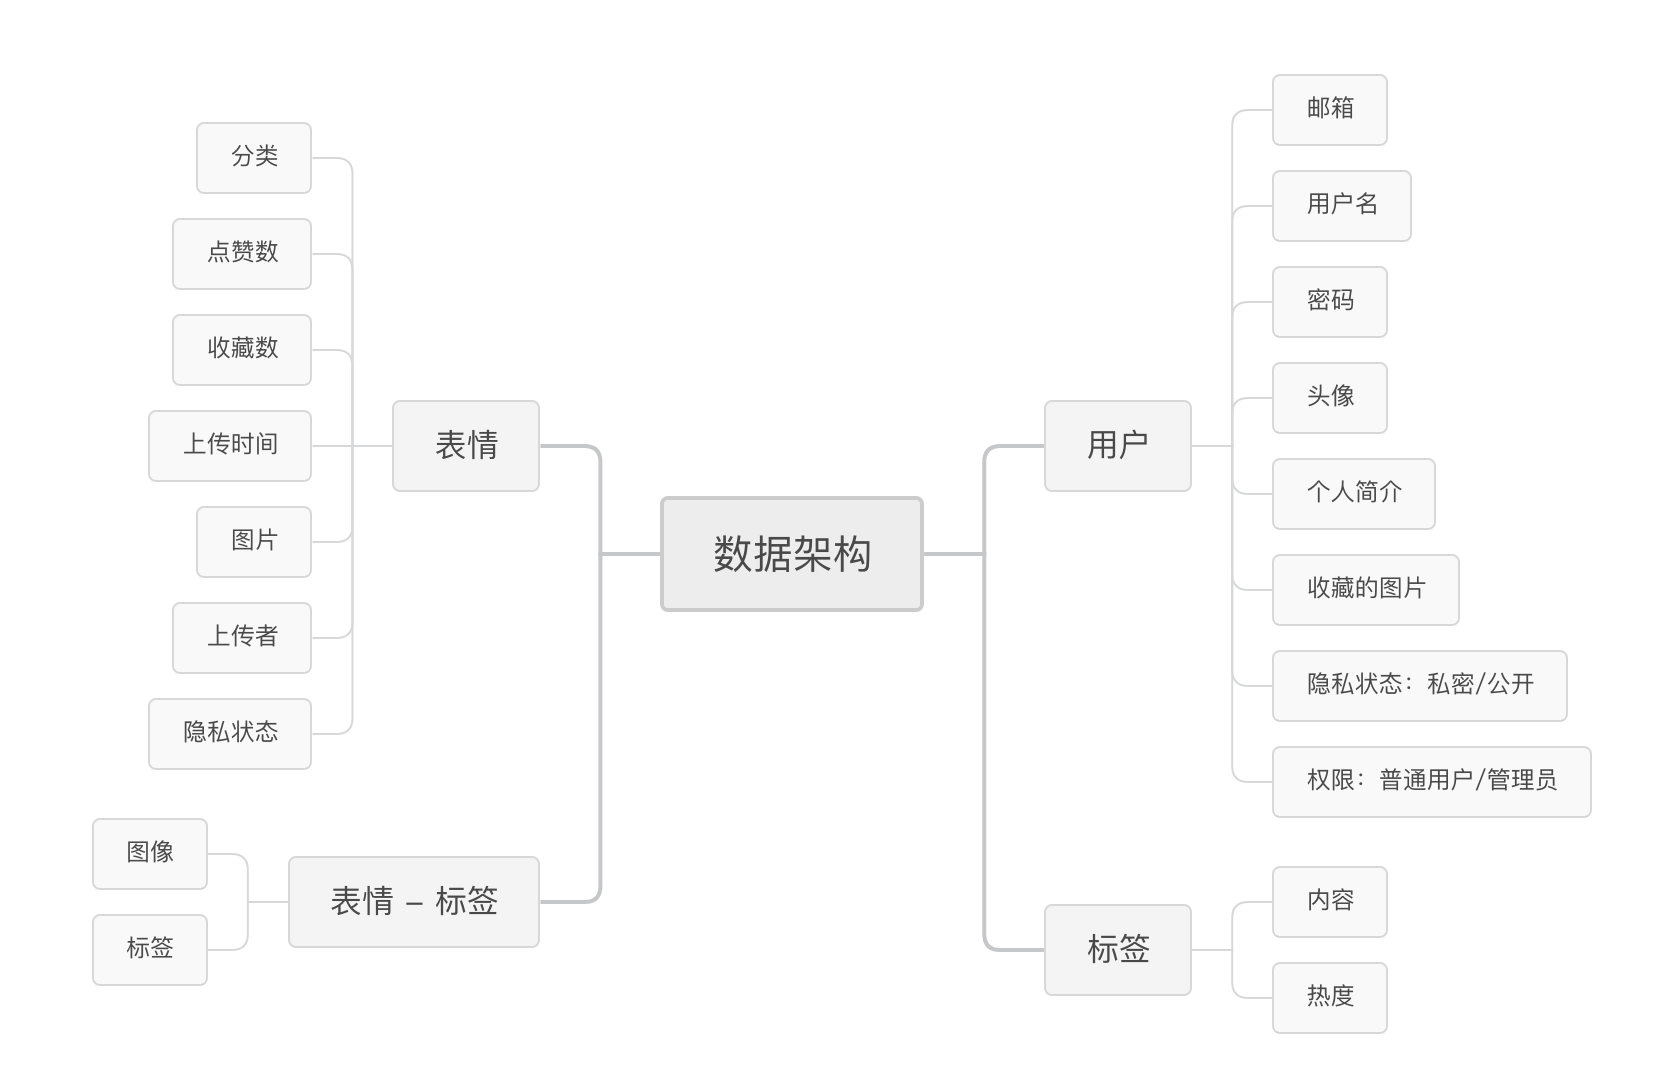 数据架构
用户
邮箱
用户名
密码
头像
个人简介
收藏的图片
隐私状态：私密/公开
权限：普通用户/管理员
标签
内容
热度
表情
分类
点赞数
收藏数
上传时间
图片
上传者
隐私状态
表情 – 标签
图像
标签